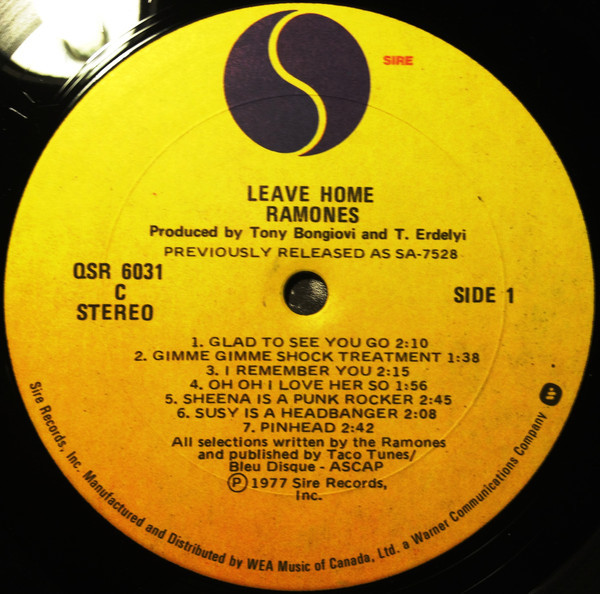 SIRE
LEAVE HOME
RAMONES
Produced by Tony Bongiovi and T. Erdelyi
PREVIOUSLY RELEASED AS SA-7528
QSR 6031
C
STEREO
SIDE 1
1. GLAD TO SEE YOU GO 2:10
2. GIMME GIMME SHOCK TREATMENT 1:38
3. I REMEMBER YOU 2:15
4. OH OH I LOVE HER SO 1:56
5. SHEENA IS A PUNK ROCKER 2:45
6. SUSY IS A HEADBANGER 2:08
7. PINHEAD 2:42
All selections written by the Ramones
and published by Taco Tunes/
Bleu Disque - ASCAP
Ⓟ 1977 Sire Records,
Inc.
Sire Records, Inc. Manufactured and Distributed by WEA Music of Canada, Ltd. a Warner Communications Company